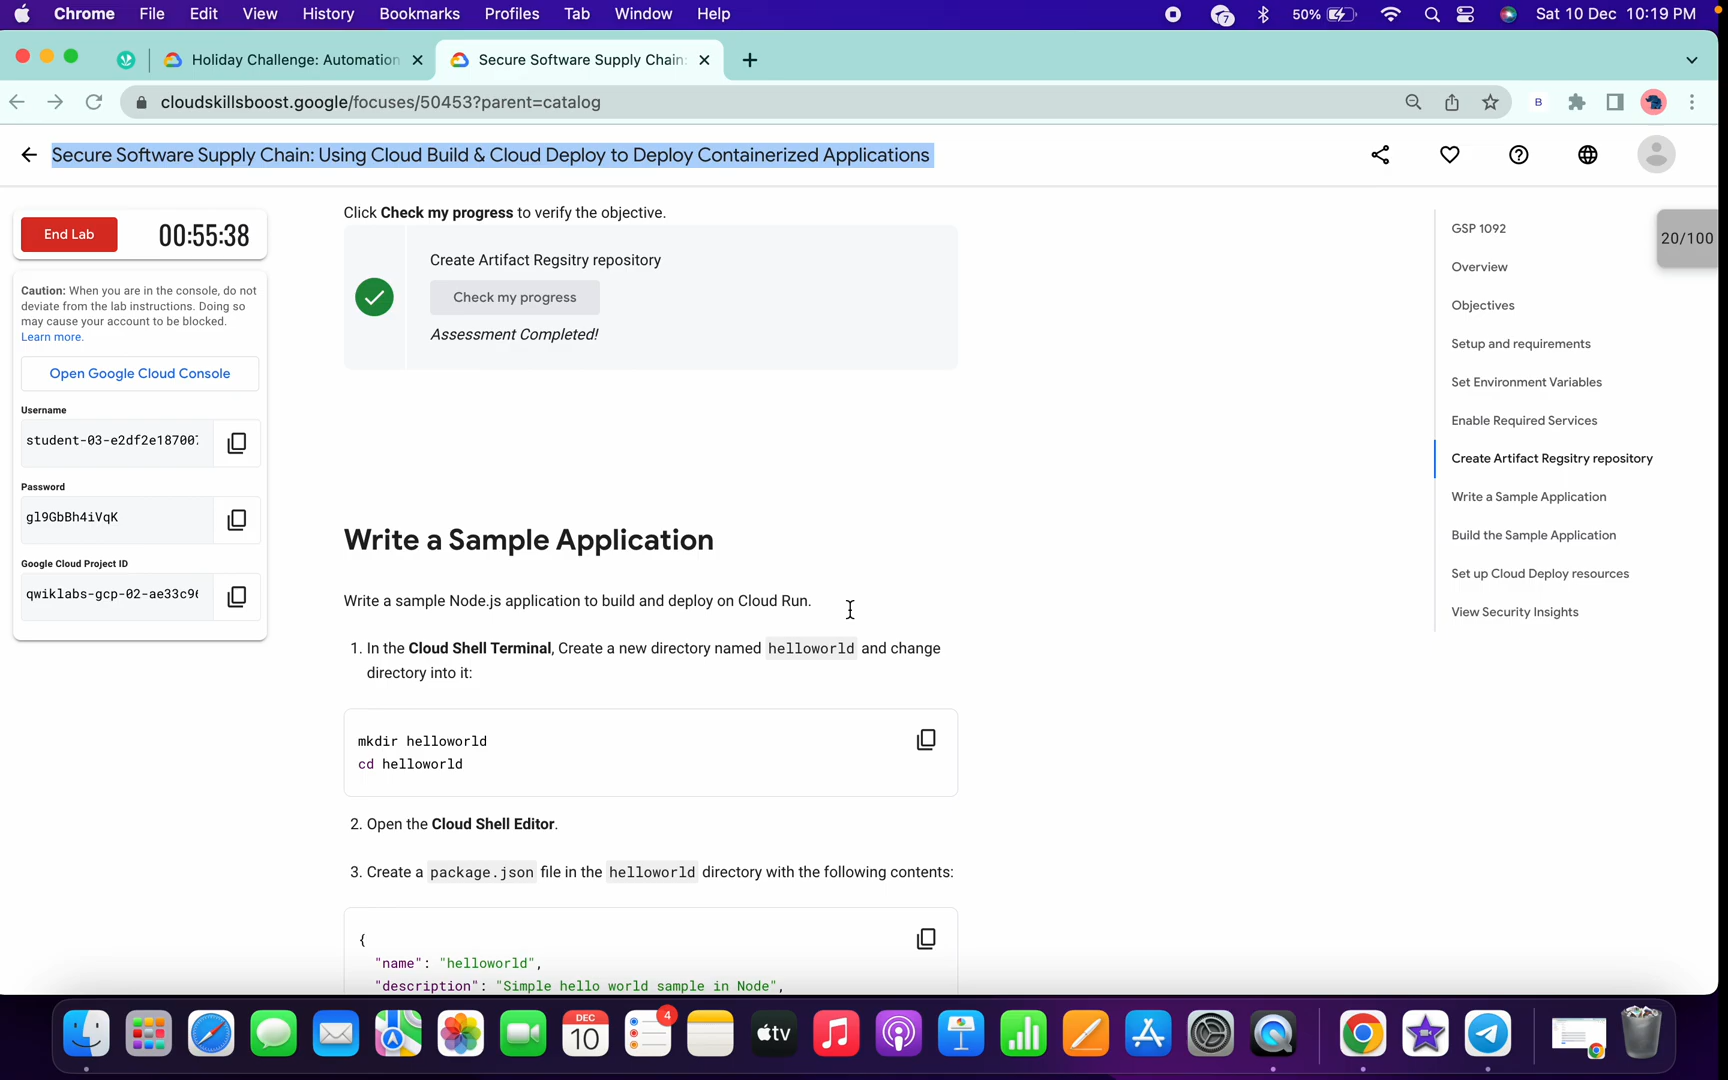 Chrome File Edit View History Bookmarks Profiles Tab Window Help 7 50% Sat 10 Dec 10:19 PM
Holiday Challenge: Automation Secure Software Supply Chain:
cloudskillsboost.google/focuses/50453?parent=catalog B
Secure Software Supply Chain: Using Cloud Build & Cloud Deploy to Deploy Containerized Applications
End Lab 00:55:38
Caution: When you are in the console, do not
deviate from the lab instructions. Doing so
may cause your account to be blocked.
Learn more.
Open Google Cloud Console
Username
student-03-e2df2e187007
Password
gl9GbBh4iVqK
Google Cloud Project ID
qwiklabs-gcp-02-ae33c96
Click Check my progress to verify the objective.
Create Artifact Regsitry repository
Check my progress
Assessment Completed!
Write a Sample Application
Write a sample Node.js application to build and deploy on Cloud Run.
1. In the Cloud Shell Terminal, Create a new directory named helloworld and change
directory into it:
mkdir helloworld
cd helloworld
2. Open the Cloud Shell Editor.
3. Create a package.json file in the helloworld directory with the following contents:
{
"name": "helloworld",
"description": "Simple hello world sample in Node",
GSP 1092
Overview
Objectives
Setup and requirements
Set Environment Variables
Enable Required Services
Create Artifact Regsitry repository
Write a Sample Application
Build the Sample Application
Set up Cloud Deploy resources
View Security Insights
20/100
DEC
10
4
tv